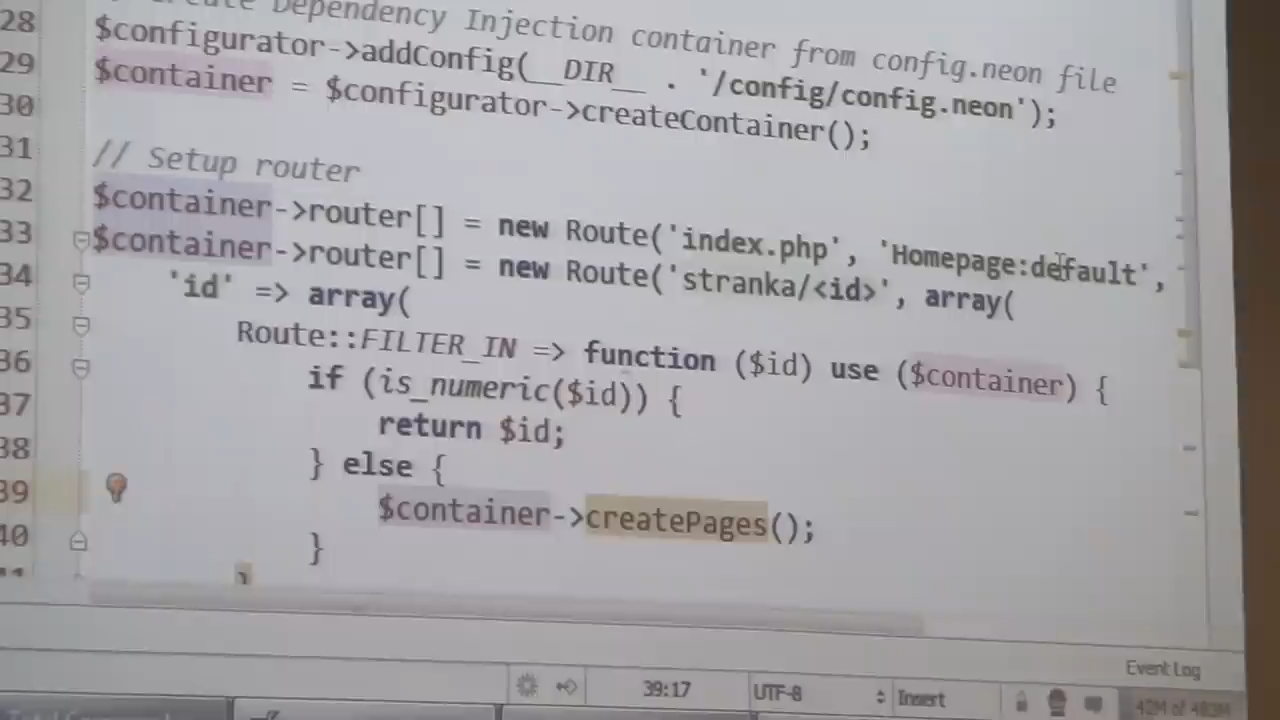 Dependency Injection container from config.neon file
28 $configurator->addConfig(__DIR__ . '/config/config.neon');
29 $container = $configurator->createContainer();
30
31 // Setup router
32 $container->router[] = new Route('index.php', 'Homepage:default',
33 $container->router[] = new Route('stranka/<id>', array(
34 'id' => array(
35 Route::FILTER_IN => function ($id) use ($container) {
36 if (is_numeric($id)) {
37 return $id;
38 } else {
39 $container->createPages();
40 }
Event Log
39:17 UTF-8 Insert